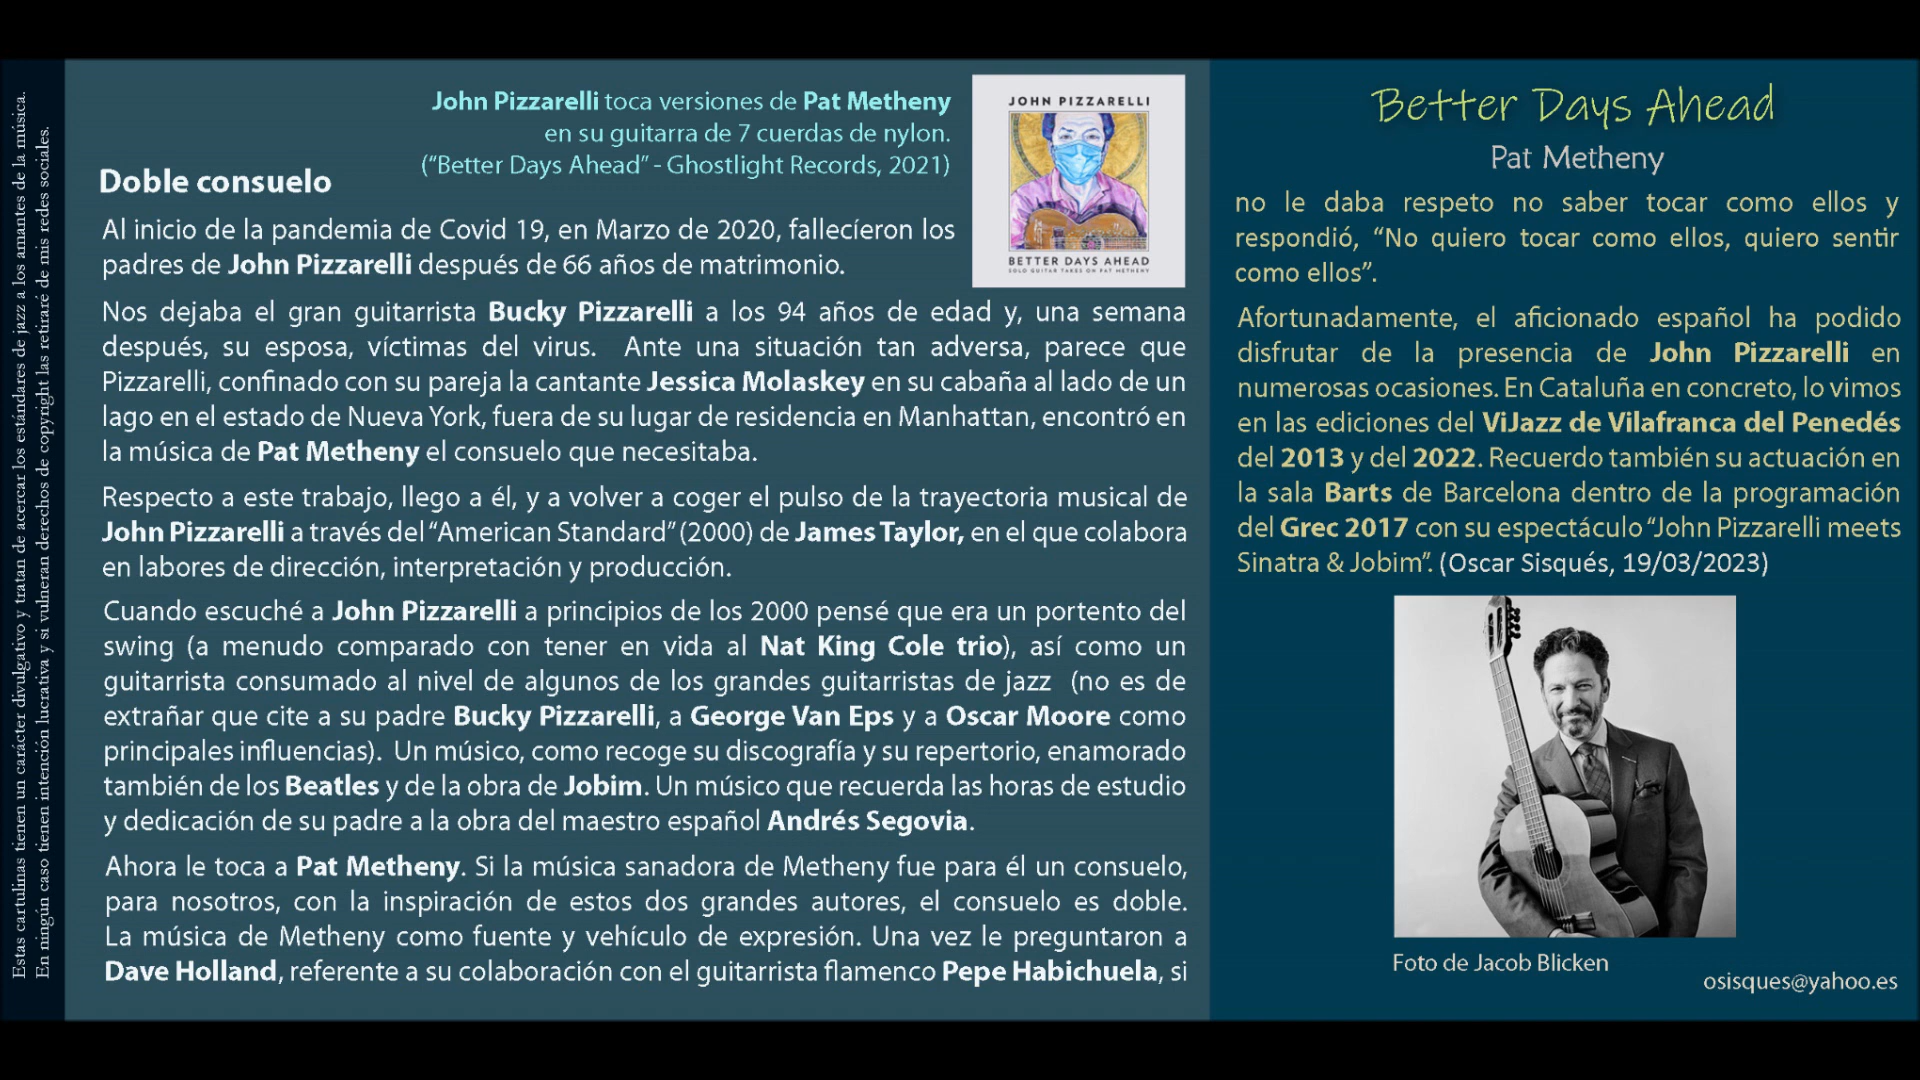 Estas cartulinas tienen un carácter divulgativo y tratan de acercar los estándares de jazz a los amantes de la música.
En ningún caso tienen intención lucrativa y si vulneran derechos de copyright las retiraré de mis redes sociales.
John Pizzarelli toca versiones de Pat Metheny
en su guitarra de 7 cuerdas de nylon.
(“Better Days Ahead” - Ghostlight Records, 2021)
JOHN PIZZARELLI
BETTER DAYS AHEAD
SOLO GUITAR TAKES ON PAT METHENY
Doble consuelo
Al inicio de la pandemia de Covid 19, en Marzo de 2020, fallecíeron los
padres de John Pizzarelli después de 66 años de matrimonio.
Nos dejaba el gran guitarrista Bucky Pizzarelli a los 94 años de edad y, una semana
después, su esposa, víctimas del virus. Ante una situación tan adversa, parece que
Pizzarelli, confinado con su pareja la cantante Jessica Molaskey en su cabaña al lado de un
lago en el estado de Nueva York, fuera de su lugar de residencia en Manhattan, encontró en
la música de Pat Metheny el consuelo que necesitaba.
Respecto a este trabajo, llego a él, y a volver a coger el pulso de la trayectoria musical de
John Pizzarelli a través del “American Standard” (2000) de James Taylor, en el que colabora
en labores de dirección, interpretación y producción.
Cuando escuché a John Pizzarelli a principios de los 2000 pensé que era un portento del
swing (a menudo comparado con tener en vida al Nat King Cole trio), así como un
guitarrista consumado al nivel de algunos de los grandes guitarristas de jazz (no es de
extrañar que cite a su padre Bucky Pizzarelli, a George Van Eps y a Oscar Moore como
principales influencias). Un músico, como recoge su discografía y su repertorio, enamorado
también de los Beatles y de la obra de Jobim. Un músico que recuerda las horas de estudio
y dedicación de su padre a la obra del maestro español Andrés Segovia.
Ahora le toca a Pat Metheny. Si la música sanadora de Metheny fue para él un consuelo,
para nosotros, con la inspiración de estos dos grandes autores, el consuelo es doble.
La música de Metheny como fuente y vehículo de expresión. Una vez le preguntaron a
Dave Holland, referente a su colaboración con el guitarrista flamenco Pepe Habichuela, si
Better Days Ahead
Pat Metheny
no le daba respeto no saber tocar como ellos y
respondió, “No quiero tocar como ellos, quiero sentir
como ellos”.
Afortunadamente, el aficionado español ha podido
disfrutar de la presencia de John Pizzarelli en
numerosas ocasiones. En Cataluña en concreto, lo vimos
en las ediciones del ViJazz de Vilafranca del Penedés
del 2013 y del 2022. Recuerdo también su actuación en
la sala Barts de Barcelona dentro de la programación
del Grec 2017 con su espectáculo “John Pizzarelli meets
Sinatra & Jobim”. (Oscar Sisqués, 19/03/2023)
Foto de Jacob Blicken
osisques@yahoo.es